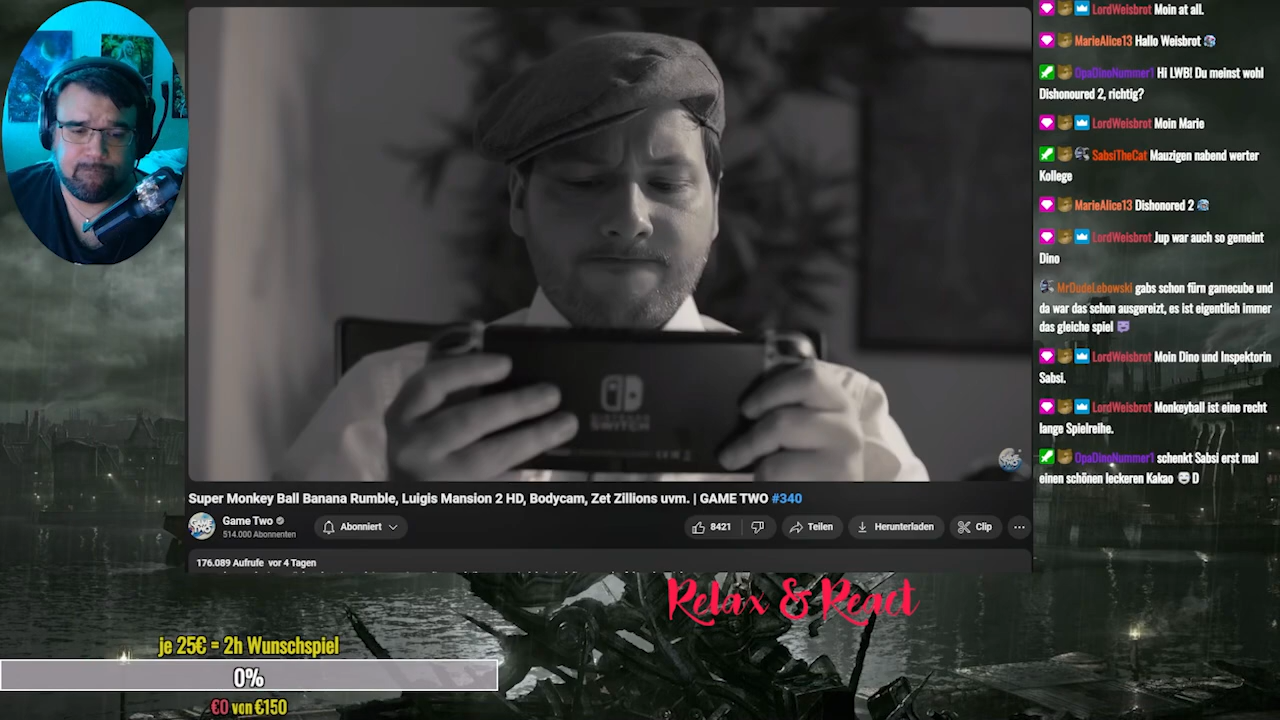 NINTENDO
SWITCH
GAME
TWO
Super Monkey Ball Banana Rumble, Luigis Mansion 2 HD, Bodycam, Zet Zillions uvm. | GAME TWO #340
GAME
TWO
Game Two
514.000 Abonnenten
Abonniert
8421
Teilen
Herunterladen
Clip
176.089 Aufrufe vor 4 Tagen
Relax & React
je 25€ = 2h Wunschspiel
0%
€0 von €150
LordWeisbrot Moin at all.
MarieAlice13 Hallo Weisbrot
OpaDinoNummer1 Hi LWB! Du meinst wohl
Dishonoured 2, richtig?
LordWeisbrot Moin Marie
SabsiTheCat Mauzigen nabend werter
Kollege
MarieAlice13 Dishonored 2
LordWeisbrot Jup war auch so gemeint
Dino
MrDudeLebowski gabs schon fürn gamecube und
da war das schon ausgereizt, es ist eigentlich immer
das gleiche spiel
LordWeisbrot Moin Dino und Inspektorin
Sabsi.
LordWeisbrot Monkeyball ist eine recht
lange Spielreihe.
OpaDinoNummer1 schenkt Sabsi erst mal
einen schönen leckeren Kakao D